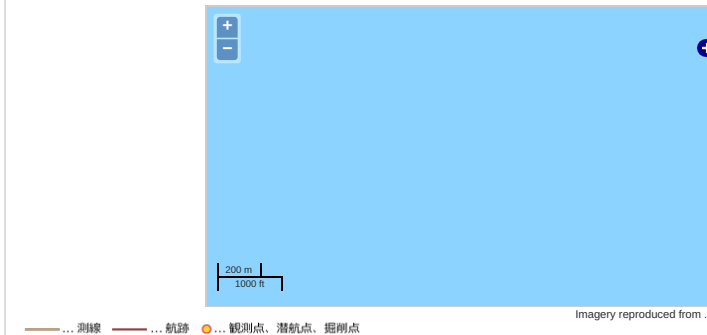 +
−
200 m
1000 ft
Imagery reproduced from .
... 測線 ... 航跡 ... 観測点、潜航点、掘削点